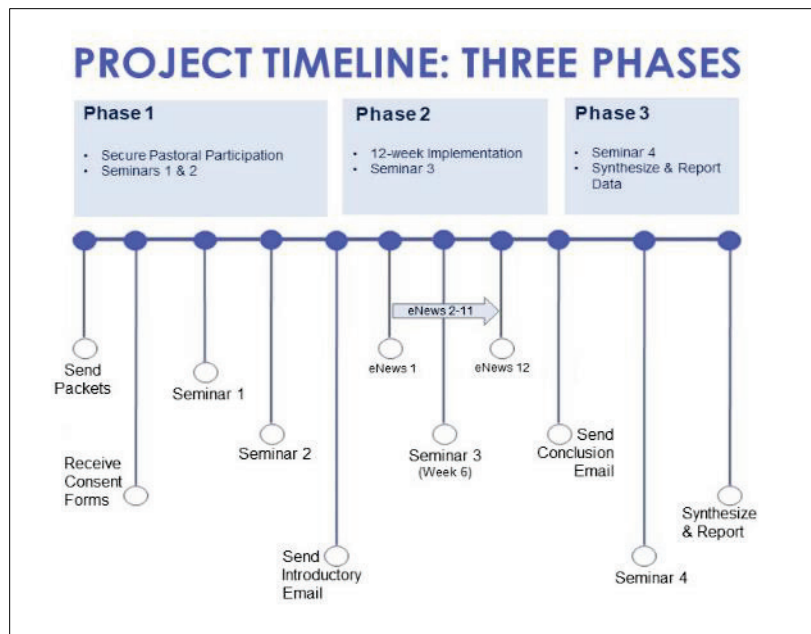 PROJECT TIMELINE: THREE PHASES
Phase 1
• Secure Pastoral Participation
• Seminars 1 & 2
Phase 2
• 12-week Implementation
• Seminar 3
Phase 3
• Seminar 4
• Synthesize & Report
Data
eNews 2-11
Send
Packets
Receive
Consent
Forms
Seminar 1
Seminar 2
Send
Introductory
Email
eNews 1
Seminar 3
(Week 6)
eNews 12
Send
Conclusion
Email
Seminar 4
Synthesize
& Report